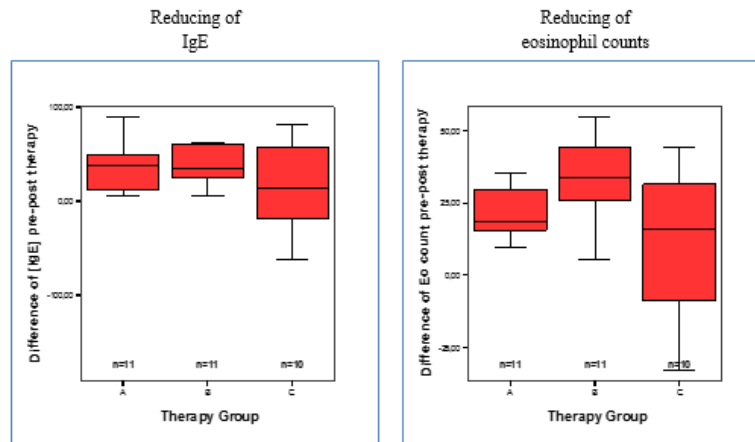 Reducing of
IgE
Difference of [IgE] pre-post therapy
100,00
0,00
-100,00
n=11
n=11
n=10
A
B
C
Therapy Group
Reducing of
eosinophil counts
Difference of Eo count pre-post therapy
50,00
25,00
0,00
-25,00
n=11
n=11
n=10
A
B
C
Therapy Group